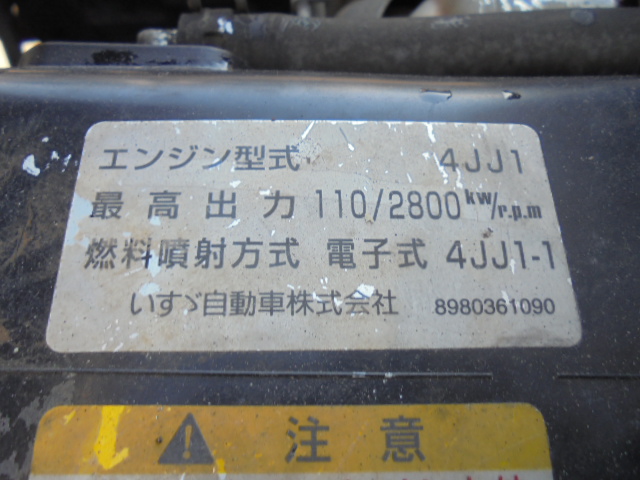 エンジン型式 4JJ1
最高出力 110/2800 kw/r.p.m
燃料噴射方式 電子式 4JJ1-1
いすゞ自動車株式会社 8980361090
注意